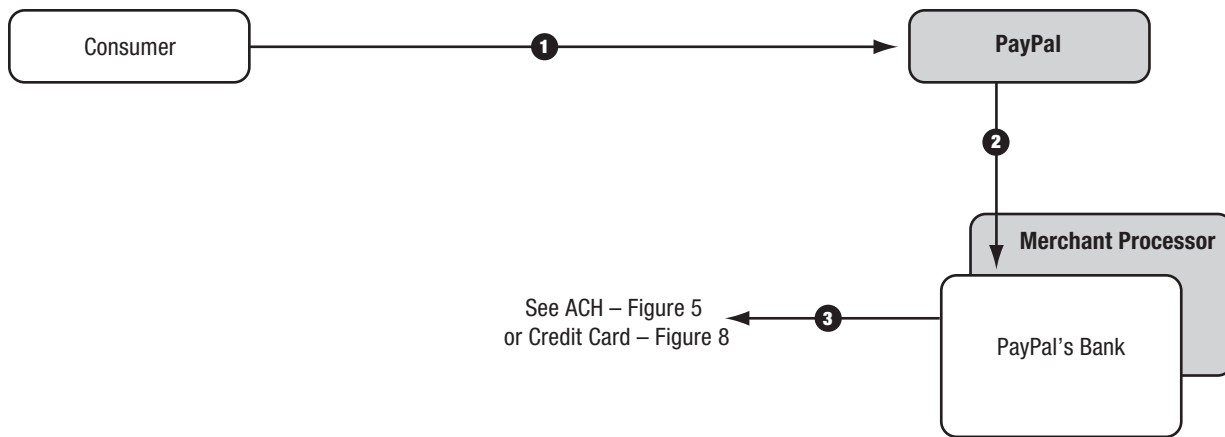 Consumer
1
PayPal
2
Merchant Processor
See ACH – Figure 5
or Credit Card – Figure 8
3
PayPal’s Bank